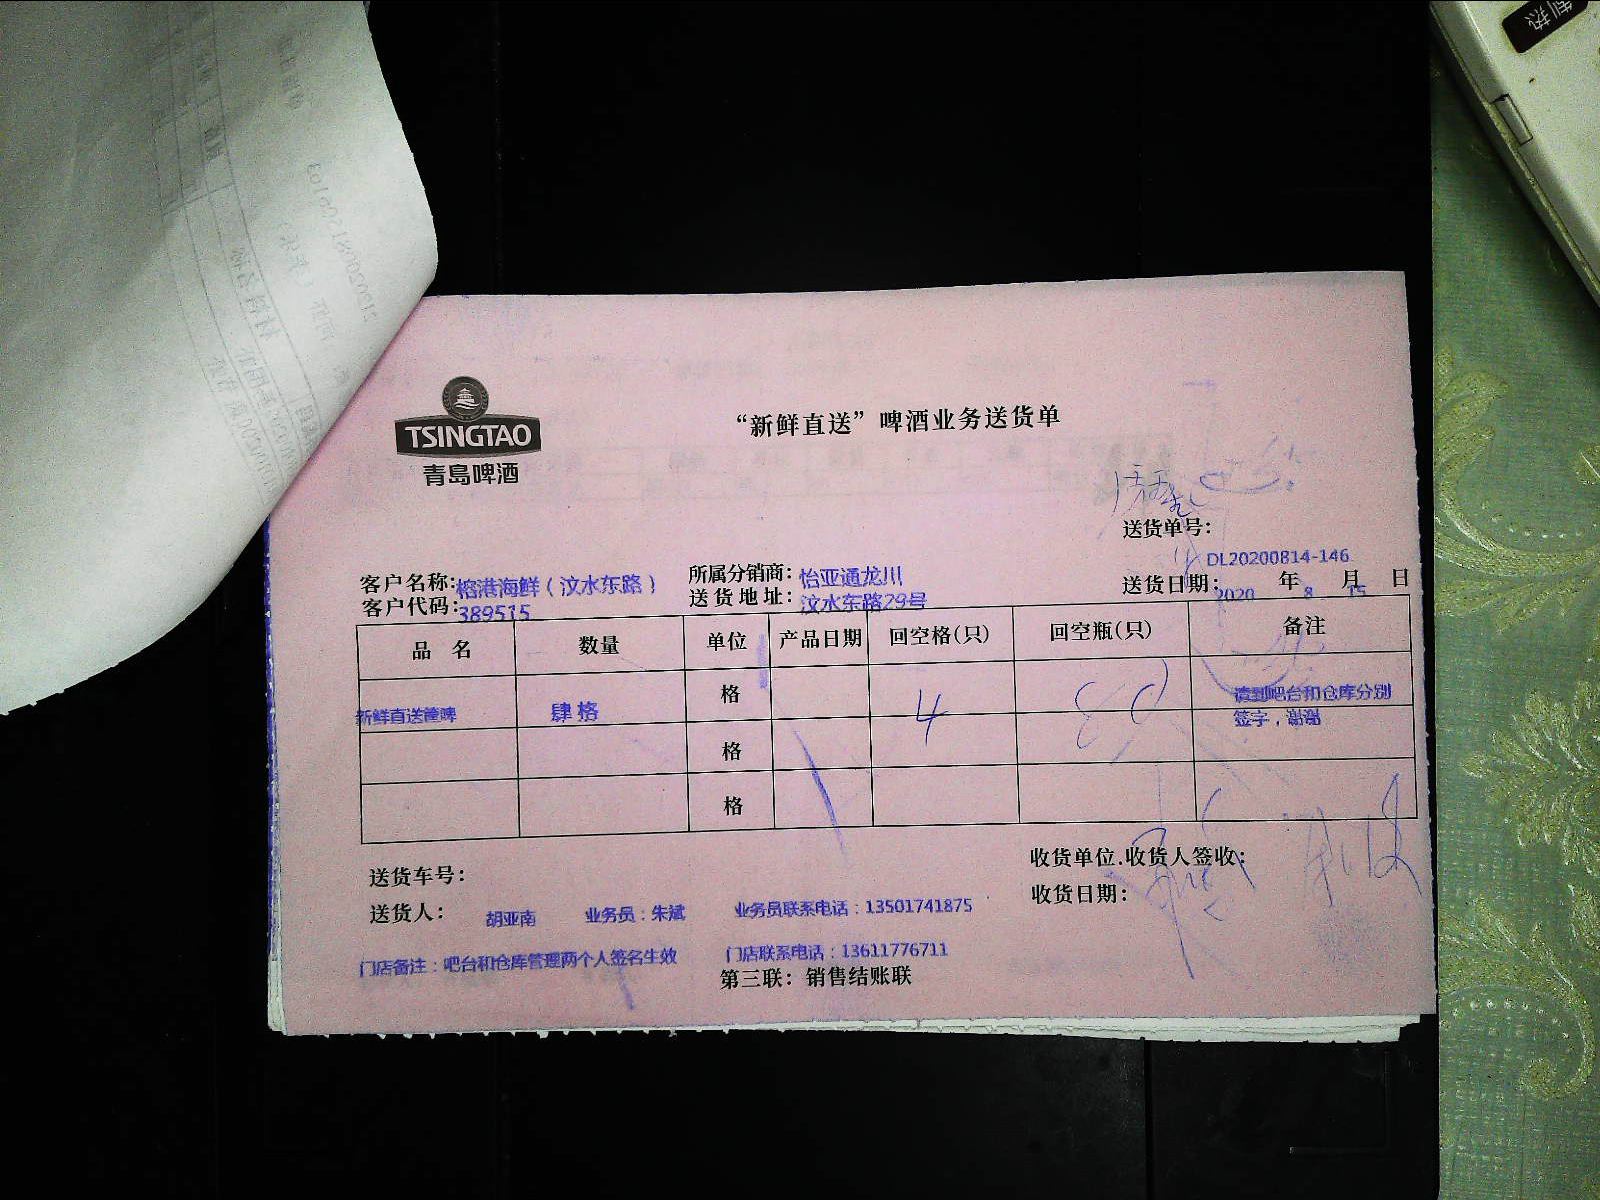 制热
TSINGTAO
青岛啤酒
“新鲜直送”啤酒业务送货单
送货单号：
DL20200814-146
客户名称：榕港海鲜（汶水东路）
所属分销商：怡亚通龙川
送货日期：2020年8月15日
客户代码：389515
送货地址：汶水东路29号
品 名 数量 单位 产品日期 回空格(只) 回空瓶(只) 备注
新鲜直送箱啤 肆格 格 4 80 请到吧台和仓库分别
签字，谢谢
格
格
送货车号：
收货单位.收货人签收：
送货人：胡亚南 业务员：朱斌 业务员联系电话：13501741875
收货日期：
门店备注：吧台和仓库管理两个人签名生效 门店联系电话：13611776711
第三联：销售结账联